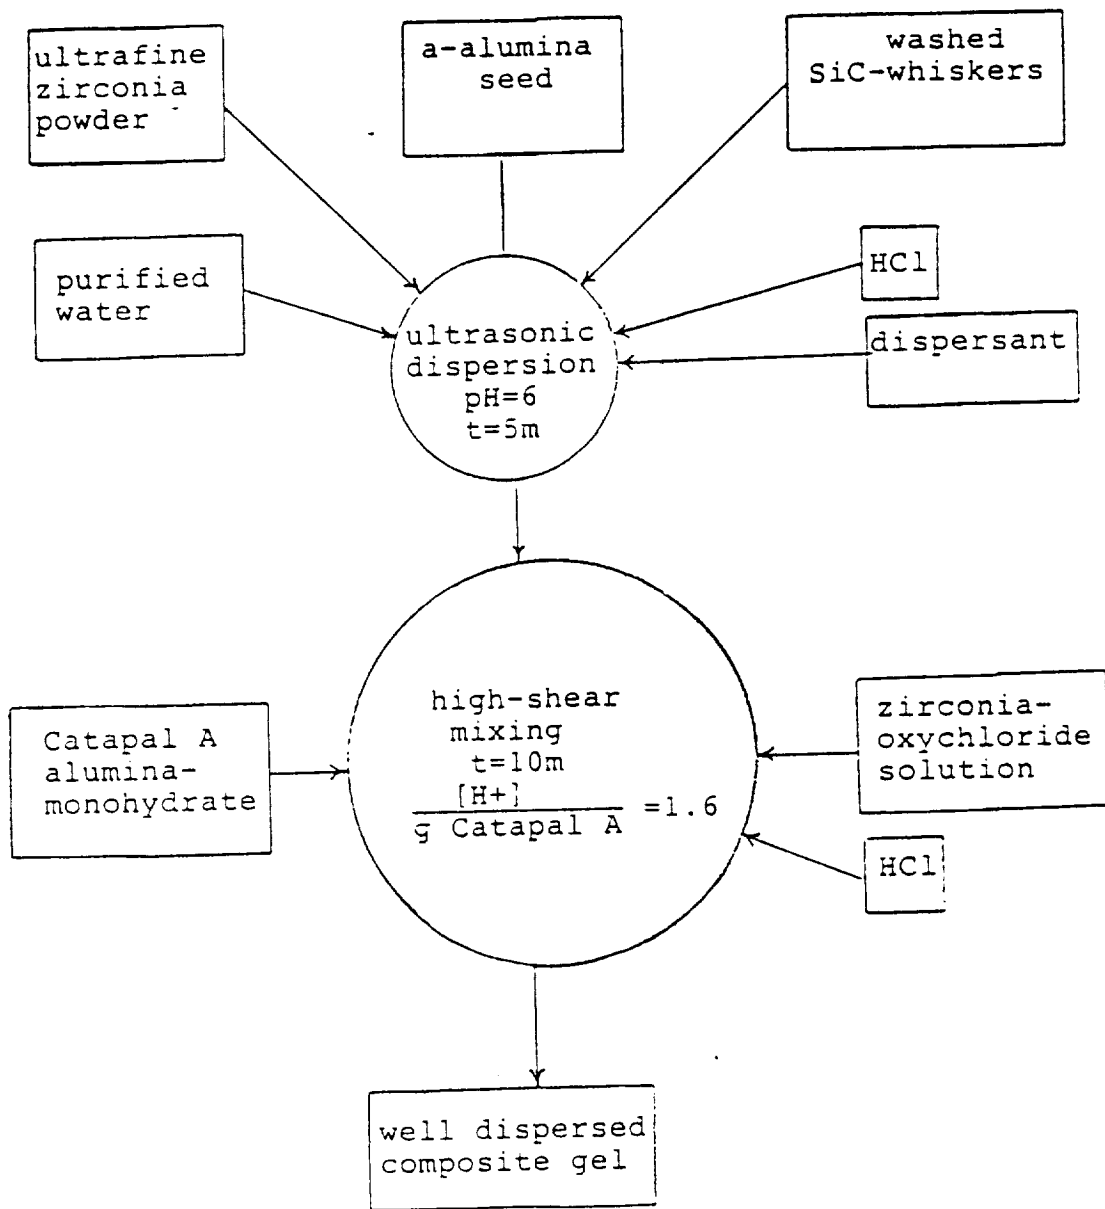 ultrafine
zirconia
powder
a-alumina
seed
washed
SiC-whiskers
purified
water
HCl
dispersant
ultrasonic
dispersion
pH=6
t=5m
high-shear
mixing
t=10m
[H+]
g Catapal A =1.6
Catapal A
alumina-
monohydrate
zirconia-
oxychloride
solution
HCl
well dispersed
composite gel